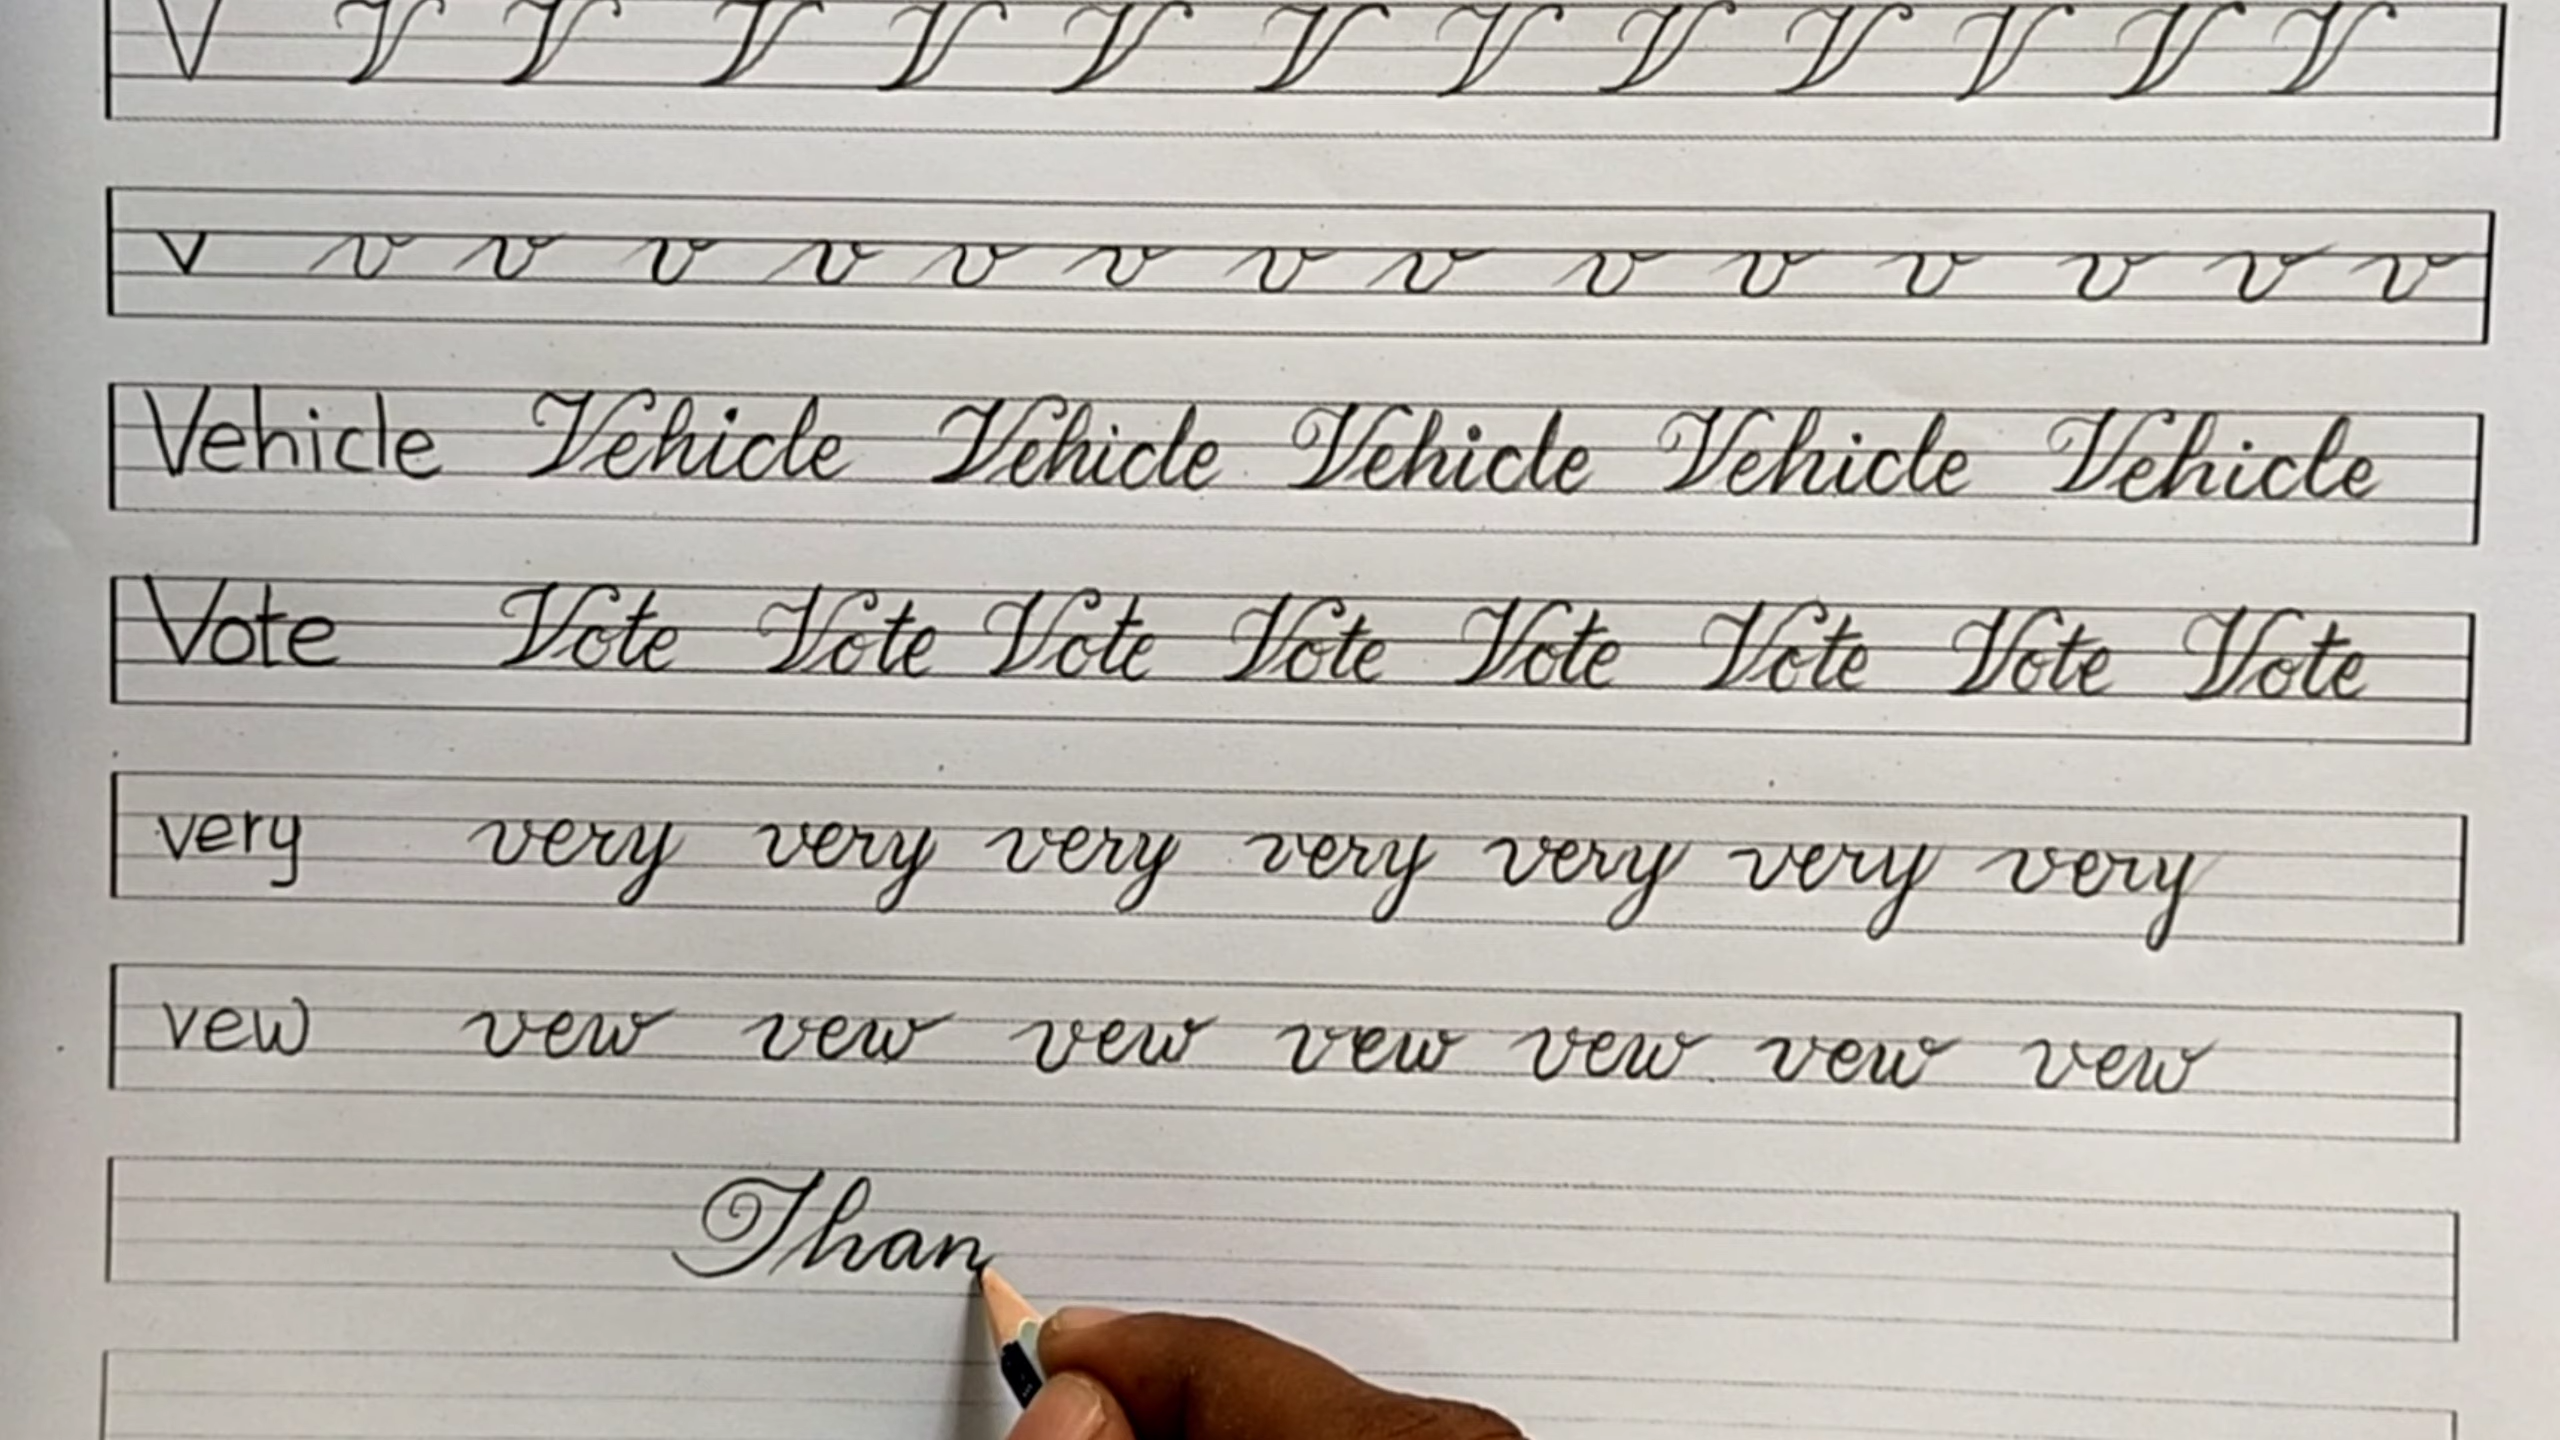 V V V V V V V V V V V V V
v v v v v v v v v v v v v v v
Vehicle Vehicle Vehicle Vehicle Vehicle Vehicle
Vote Vote Vote Vote Vote Vote Vote Vote Vote
very very very very very very very very
vew vew vew vew vew vew vew vew
Than